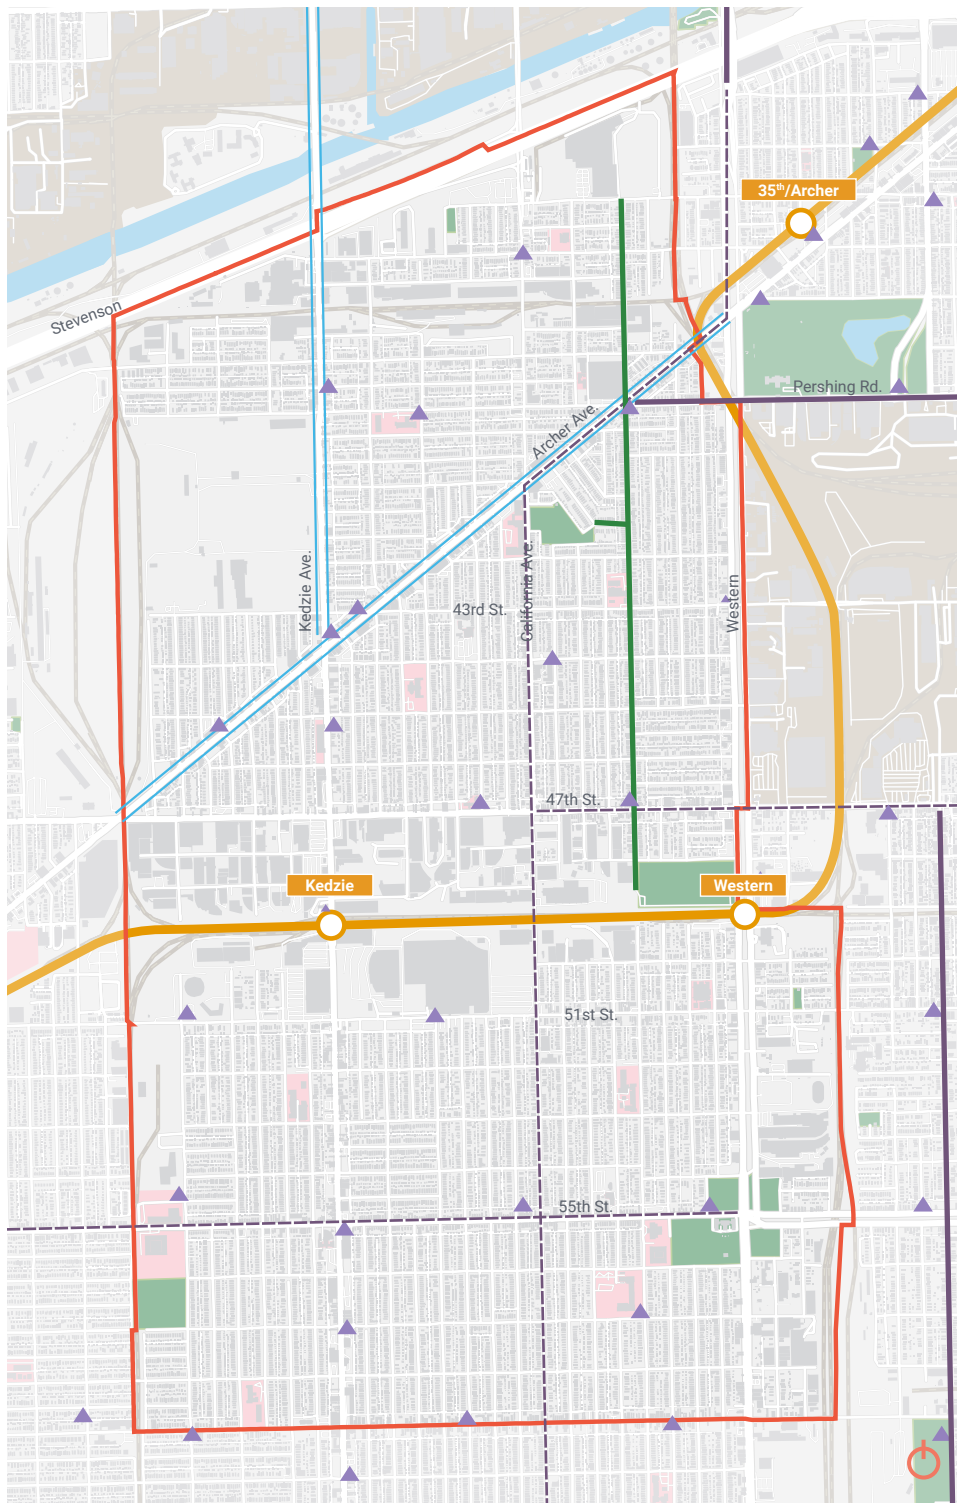 35th/Archer
Stevenson
Pershing Rd.
Archer Ave.
Kedzie Ave.
California Ave.
Western
43rd St.
47th St.
Kedzie
Western
51st St.
55th St.